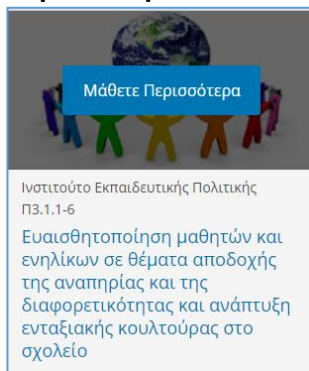 Μάθετε Περισσότερα
Ινστιτούτο Εκπαιδευτικής Πολιτικής
Π3.1.1-6
Ευαισθητοποίηση μαθητών και
ενηλίκων σε θέματα αποδοχής
της αναπηρίας και της
διαφορετικότητας και ανάπτυξη
ενταξιακής κουλτούρας στο
σχολείο